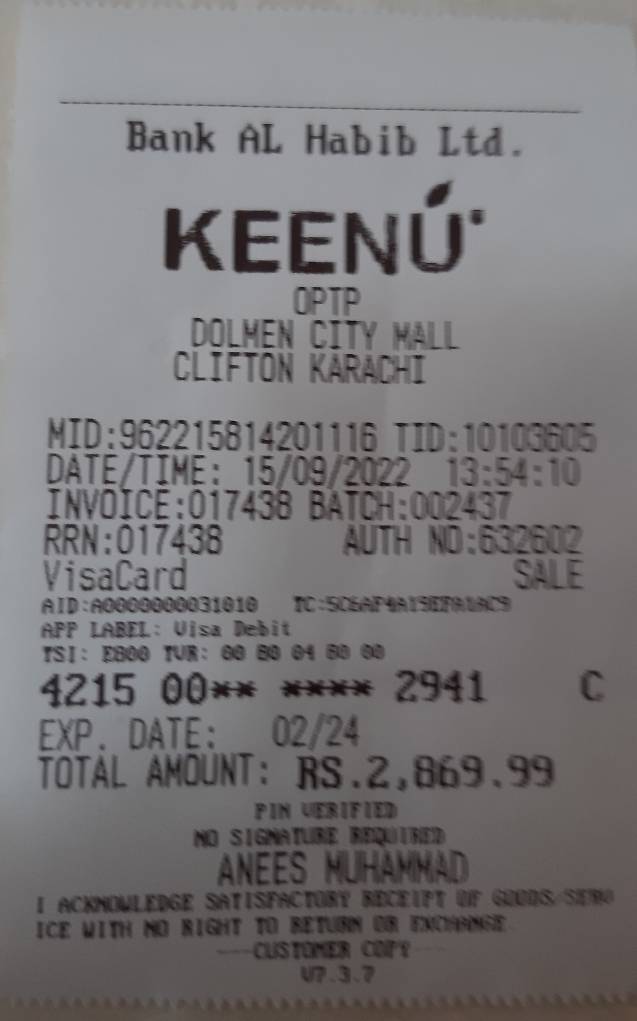 Bank AL Habib Ltd.
KEENÚ
OPTP
DOLMEN CITY MALL
CLIFTON KARACHI
MID:962215814201116 TID:10103605
DATE/TIME: 15/09/2022 13:54:10
INVOICE:017438 BATCH:002437
RRN:017438 AUTH NO:632602
VisaCard SALE
AID:A0000000031010
APP LABEL: Visa Debit
TSI: E800 TVR: 00 80 04 80 00
4215 00** **** 2941 C
EXP. DATE: 02/24
TOTAL AMOUNT: RS.2,869.99
PIN VERIFIED
NO SIGNATURE REQUIRED
ANEES MUHAMMAD
I ACKNOWLEDGE SATISFACTORY RECEIPT OF GOODS/SERV
ICE WITH NO RIGHT TO RETURN OR EXCHANGE
---CUSTOMER COPY---
V7.3.7